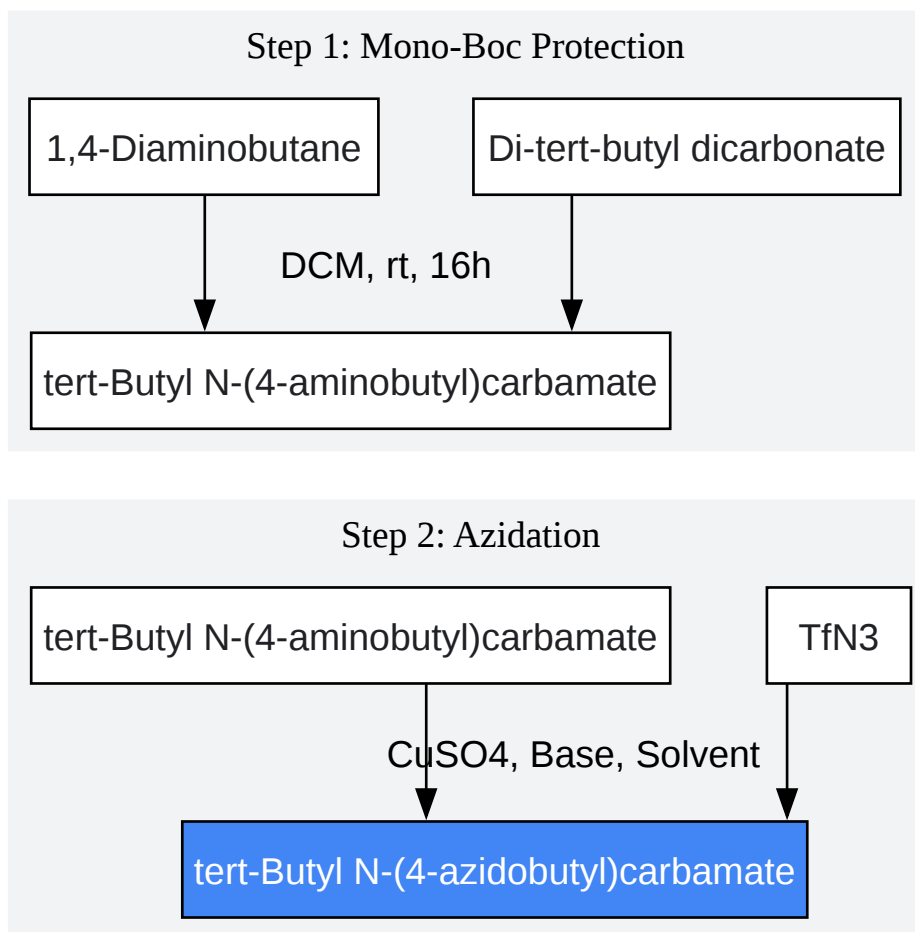 Step 1: Mono-Boc Protection
1,4-Diaminobutane
Di-tert-butyl dicarbonate
DCM, rt, 16h
tert-Butyl N-(4-aminobutyl)carbamate
Step 2: Azidation
tert-Butyl N-(4-aminobutyl)carbamate
TfN3
CuSO4, Base, Solvent
tert-Butyl N-(4-azidobutyl)carbamate